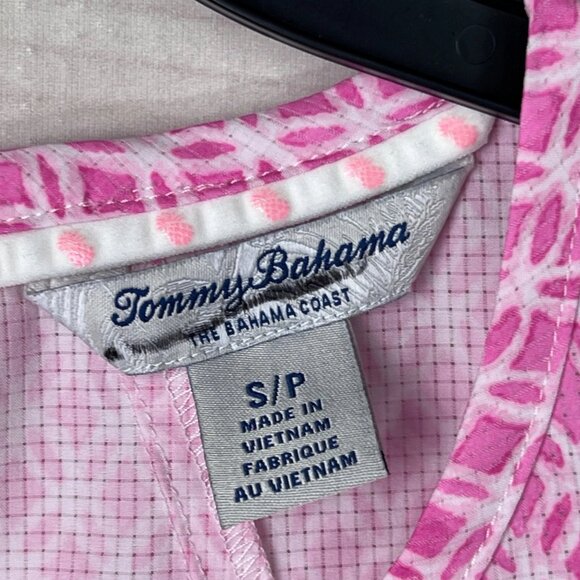 Tommy Bahama
THE BAHAMA COAST
S/P
MADE IN
VIETNAM
FABRIQUE
AU VIETNAM